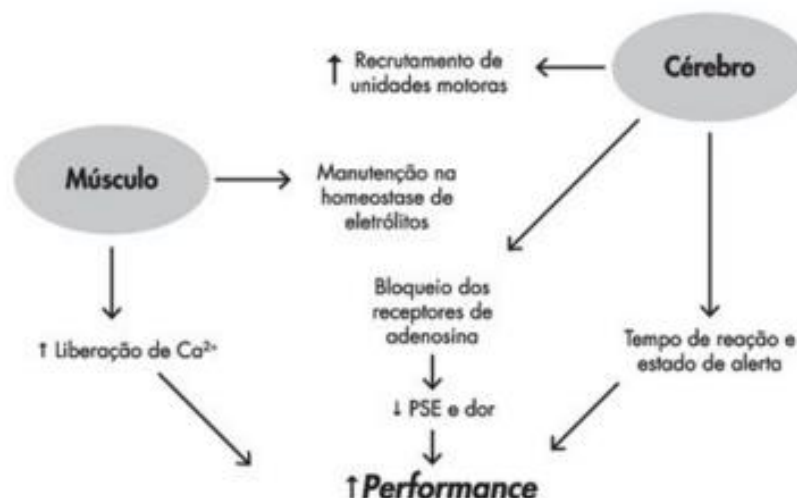 ↑ Recrutamento de
unidades motoras
Cérebro
Músculo
Manutenção na
homeostase de
eletrólitos
Bloqueio dos
receptores de
adenosina
↑ Liberação de Ca²⁺
Tempo de reação e
estado de alerta
↓ PSE e dor
↑Performance